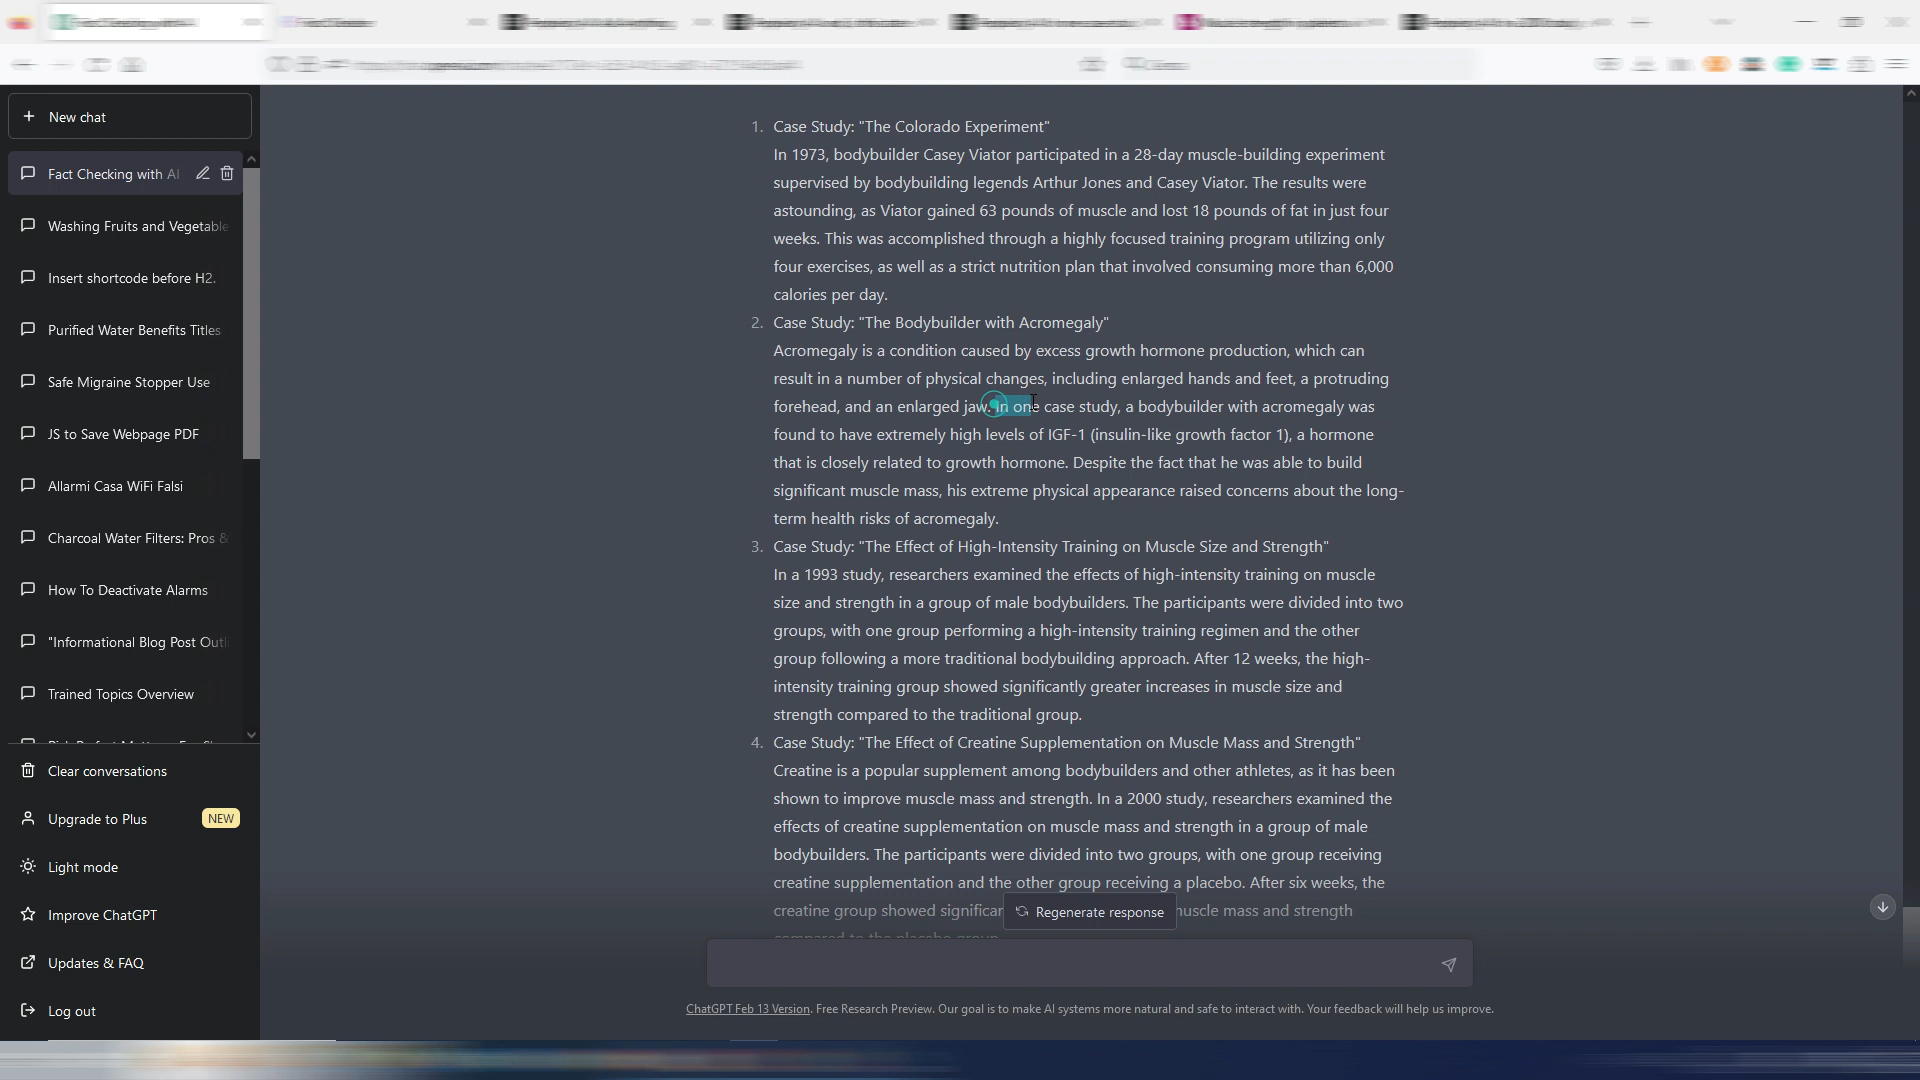 New chat
Fact Checking with AI
Washing Fruits and Vegetable
Insert shortcode before H2.
Purified Water Benefits Titles
Safe Migraine Stopper Use
JS to Save Webpage PDF
Allarmi Casa WiFi Falsi
Charcoal Water Filters: Pros &
How To Deactivate Alarms
"Informational Blog Post Outli
Trained Topics Overview
Clear conversations
Upgrade to Plus NEW
Light mode
Improve ChatGPT
Updates & FAQ
Log out
1. Case Study: "The Colorado Experiment"
In 1973, bodybuilder Casey Viator participated in a 28-day muscle-building experiment
supervised by bodybuilding legends Arthur Jones and Casey Viator. The results were
astounding, as Viator gained 63 pounds of muscle and lost 18 pounds of fat in just four
weeks. This was accomplished through a highly focused training program utilizing only
four exercises, as well as a strict nutrition plan that involved consuming more than 6,000
calories per day.
2. Case Study: "The Bodybuilder with Acromegaly"
Acromegaly is a condition caused by excess growth hormone production, which can
result in a number of physical changes, including enlarged hands and feet, a protruding
forehead, and an enlarged jaw. In one case study, a bodybuilder with acromegaly was
found to have extremely high levels of IGF-1 (insulin-like growth factor 1), a hormone
that is closely related to growth hormone. Despite the fact that he was able to build
significant muscle mass, his extreme physical appearance raised concerns about the long-
term health risks of acromegaly.
3. Case Study: "The Effect of High-Intensity Training on Muscle Size and Strength"
In a 1993 study, researchers examined the effects of high-intensity training on muscle
size and strength in a group of male bodybuilders. The participants were divided into two
groups, with one group performing a high-intensity training regimen and the other
group following a more traditional bodybuilding approach. After 12 weeks, the high-
intensity training group showed significantly greater increases in muscle size and
strength compared to the traditional group.
4. Case Study: "The Effect of Creatine Supplementation on Muscle Mass and Strength"
Creatine is a popular supplement among bodybuilders and other athletes, as it has been
shown to improve muscle mass and strength. In a 2000 study, researchers examined the
effects of creatine supplementation on muscle mass and strength in a group of male
bodybuilders. The participants were divided into two groups, with one group receiving
creatine supplementation and the other group receiving a placebo. After six weeks, the
creatine group showed significan muscle mass and strength
compared to the placebo group.
Regenerate response
ChatGPT Feb 13 Version. Free Research Preview. Our goal is to make AI systems more natural and safe to interact with. Your feedback will help us improve.